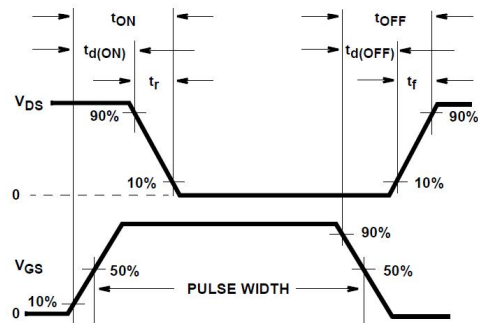 tON tOFF
td(ON) td(OFF)
tr tf
VDS
90% 90%
10% 10%
0
90%
VGS 50% PULSE WIDTH 50%
10%
0